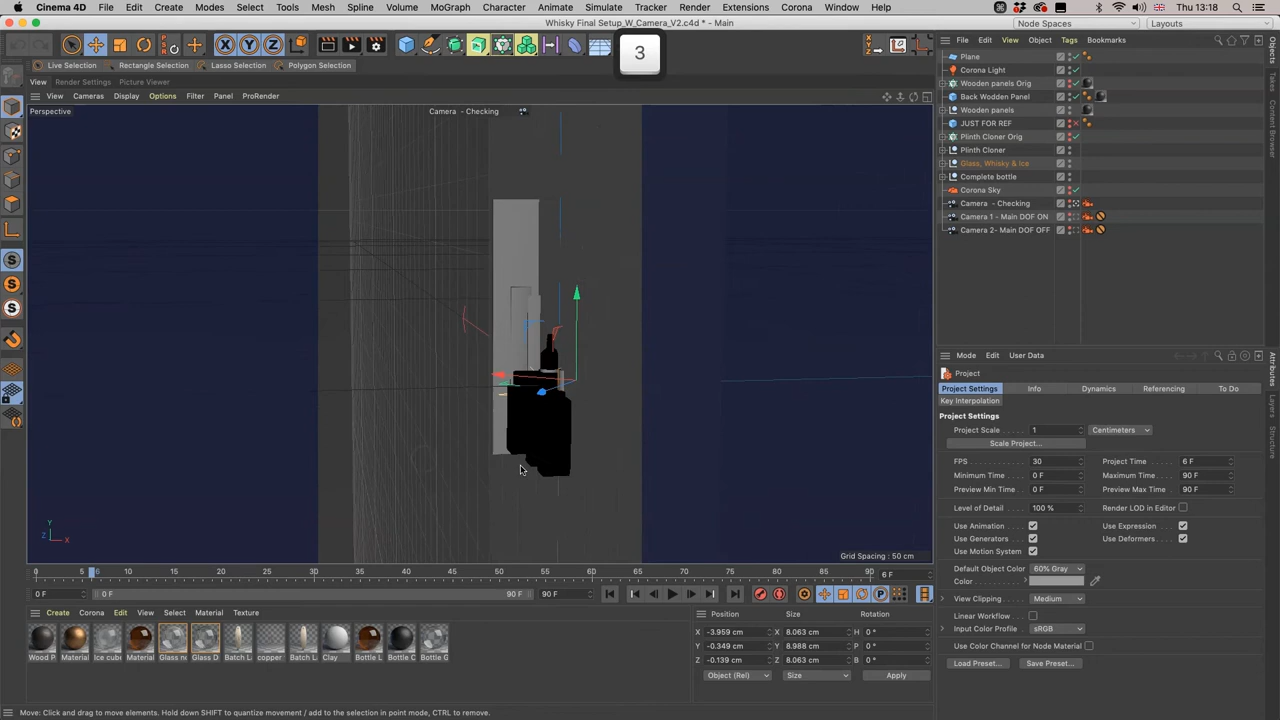 Cinema 4D File Edit Create Modes Select Tools Mesh Spline Volume MoGraph Character Animate Simulate Tracker Render Extensions Corona Window Help Thu 13:18
Whisky Final Setup_W_Camera_V2.c4d * - Main Node Spaces Layouts
3
Live Selection Rectangle Selection Lasso Selection Polygon Selection
View Render Settings Picture Viewer
View Cameras Display Options Filter Panel ProRender
Perspective Camera - Checking
Grid Spacing : 50 cm
Y
Z X
File Edit View Object Tags Bookmarks
Plane
Corona Light
Wooden panels Orig
Back Wodden Panel
Wooden panels
JUST FOR REF
Plinth Cloner Orig
Plinth Cloner
Glass, Whisky & Ice
Complete bottle
Corona Sky
Camera - Checking
Camera 1 - Main DOF ON
Camera 2- Main DOF OFF
Objects
Takes
Content Browser
Mode Edit User Data
Project
Project Settings Info Dynamics Referencing To Do
Key Interpolation
Project Settings
Project Scale 1 Centimeters
Scale Project...
FPS 30 Project Time 6 F
Minimum Time 0 F Maximum Time 90 F
Preview Min Time 0 F Preview Max Time 90 F
Level of Detail 100 % Render LOD in Editor
Use Animation Use Expression
Use Generators Use Deformers
Use Motion System
Default Object Color 60% Gray
Color
View Clipping Medium
Linear Workflow
Input Color Profile sRGB
Use Color Channel for Node Material
Load Preset... Save Preset...
Attributes
Layers
Structure
0 5 6 10 15 20 25 30 35 40 45 50 55 60 65 70 75 80 85 90 6 F
0 F 0 F 90 F 90 F
Create Corona Edit View Select Material Texture
Wood P Material Ice cube Material Glass no Glass D Batch La copper Batch La Clay Bottle L Bottle C Bottle G
Position Size Rotation
X -3.959 cm X 8.063 cm H 0 °
Y -0.349 cm Y 8.988 cm P 0 °
Z -0.139 cm Z 8.063 cm B 0 °
Object (Rel) Size Apply
Move: Click and drag to move elements. Hold down SHIFT to quantize movement / add to the selection in point mode, CTRL to remove.